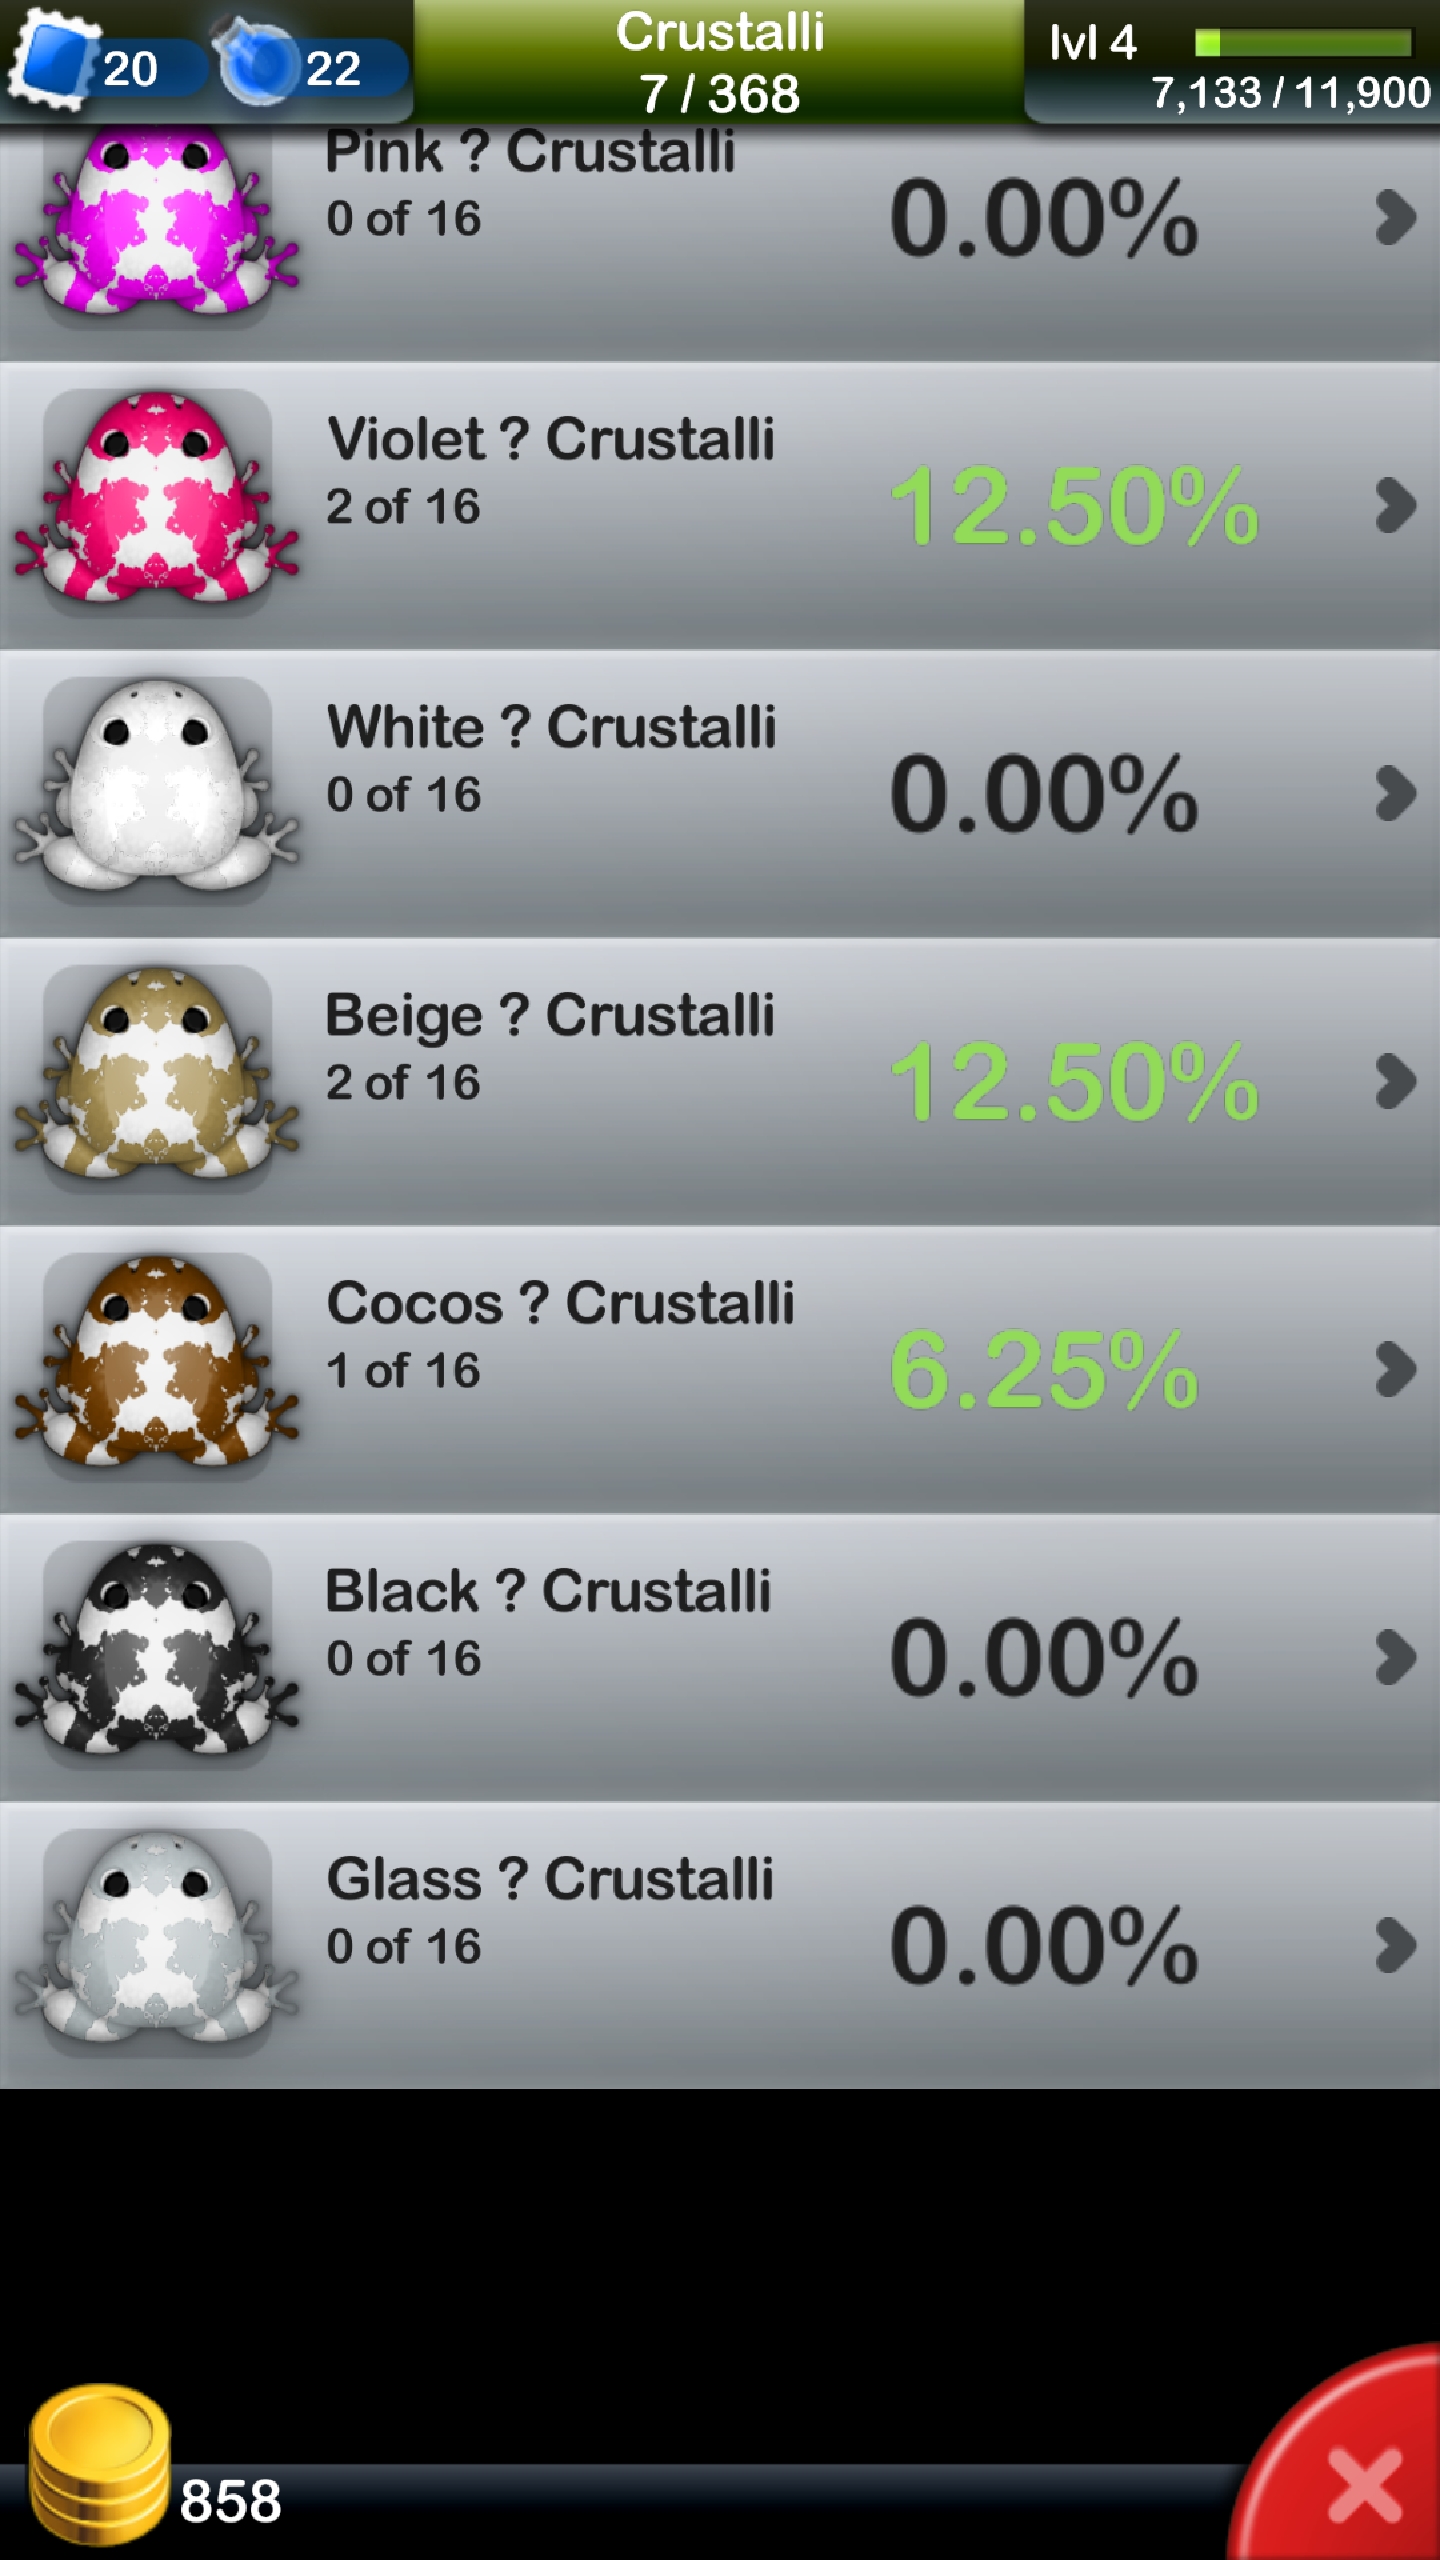 20
22
Crustalli
7 / 368
lvl 4
7,133 / 11,900
Pink ? Crustalli
0 of 16
0.00%
Violet ? Crustalli
2 of 16
12.50%
White ? Crustalli
0 of 16
0.00%
Beige ? Crustalli
2 of 16
12.50%
Cocos ? Crustalli
1 of 16
6.25%
Black ? Crustalli
0 of 16
0.00%
Glass ? Crustalli
0 of 16
0.00%
858